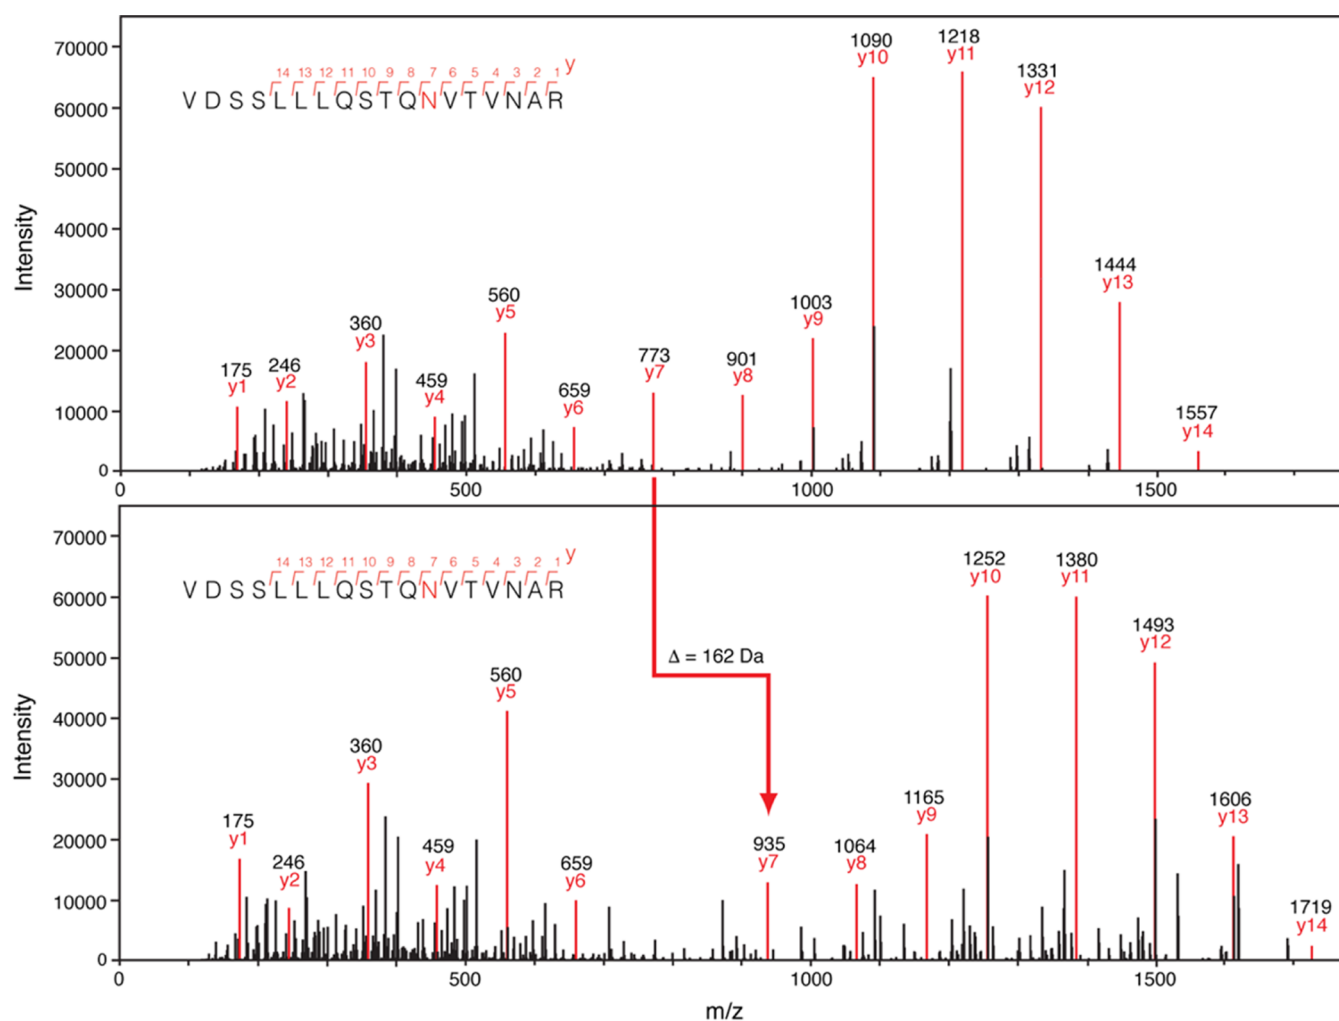 70000
60000
50000
40000
30000
20000
10000
0
Intensity
14 13 12 11 10 9 8 7 6 5 4 3 2 1 y
V D S S L L L Q S T Q N V T V N A R
175
y1
246
y2
360
y3
459
y4
560
y5
659
y6
773
y7
901
y8
1003
y9
1090
y10
1218
y11
1331
y12
1444
y13
1557
y14
0 500 1000 1500
70000
60000
50000
40000
30000
20000
10000
0
Intensity
14 13 12 11 10 9 8 7 6 5 4 3 2 1 y
V D S S L L L Q S T Q N V T V N A R
Δ = 162 Da
175
y1
246
y2
360
y3
459
y4
560
y5
659
y6
935
y7
1064
y8
1165
y9
1252
y10
1380
y11
1493
y12
1606
y13
1719
y14
0 500 1000 1500
m/z